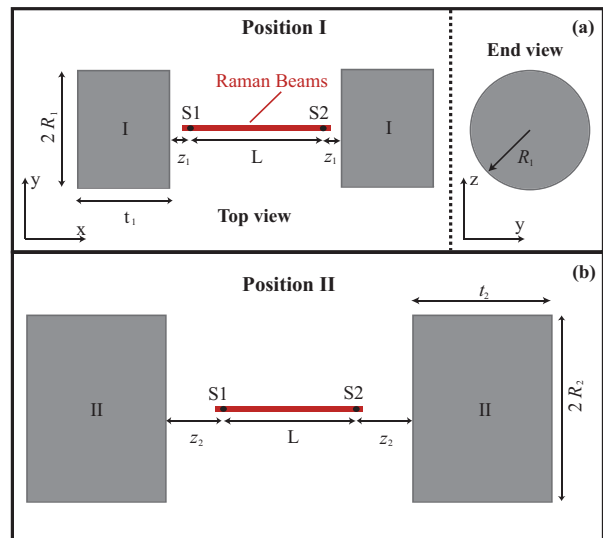 Position I
(a)
End view
Raman Beams
2 R₁
I
S1
S2
I
z₁
L
z₁
R₁
y
z
t₁
x
Top view
y
Position II
(b)
t₂
S1
S2
II
II
2 R₂
z₂
L
z₂